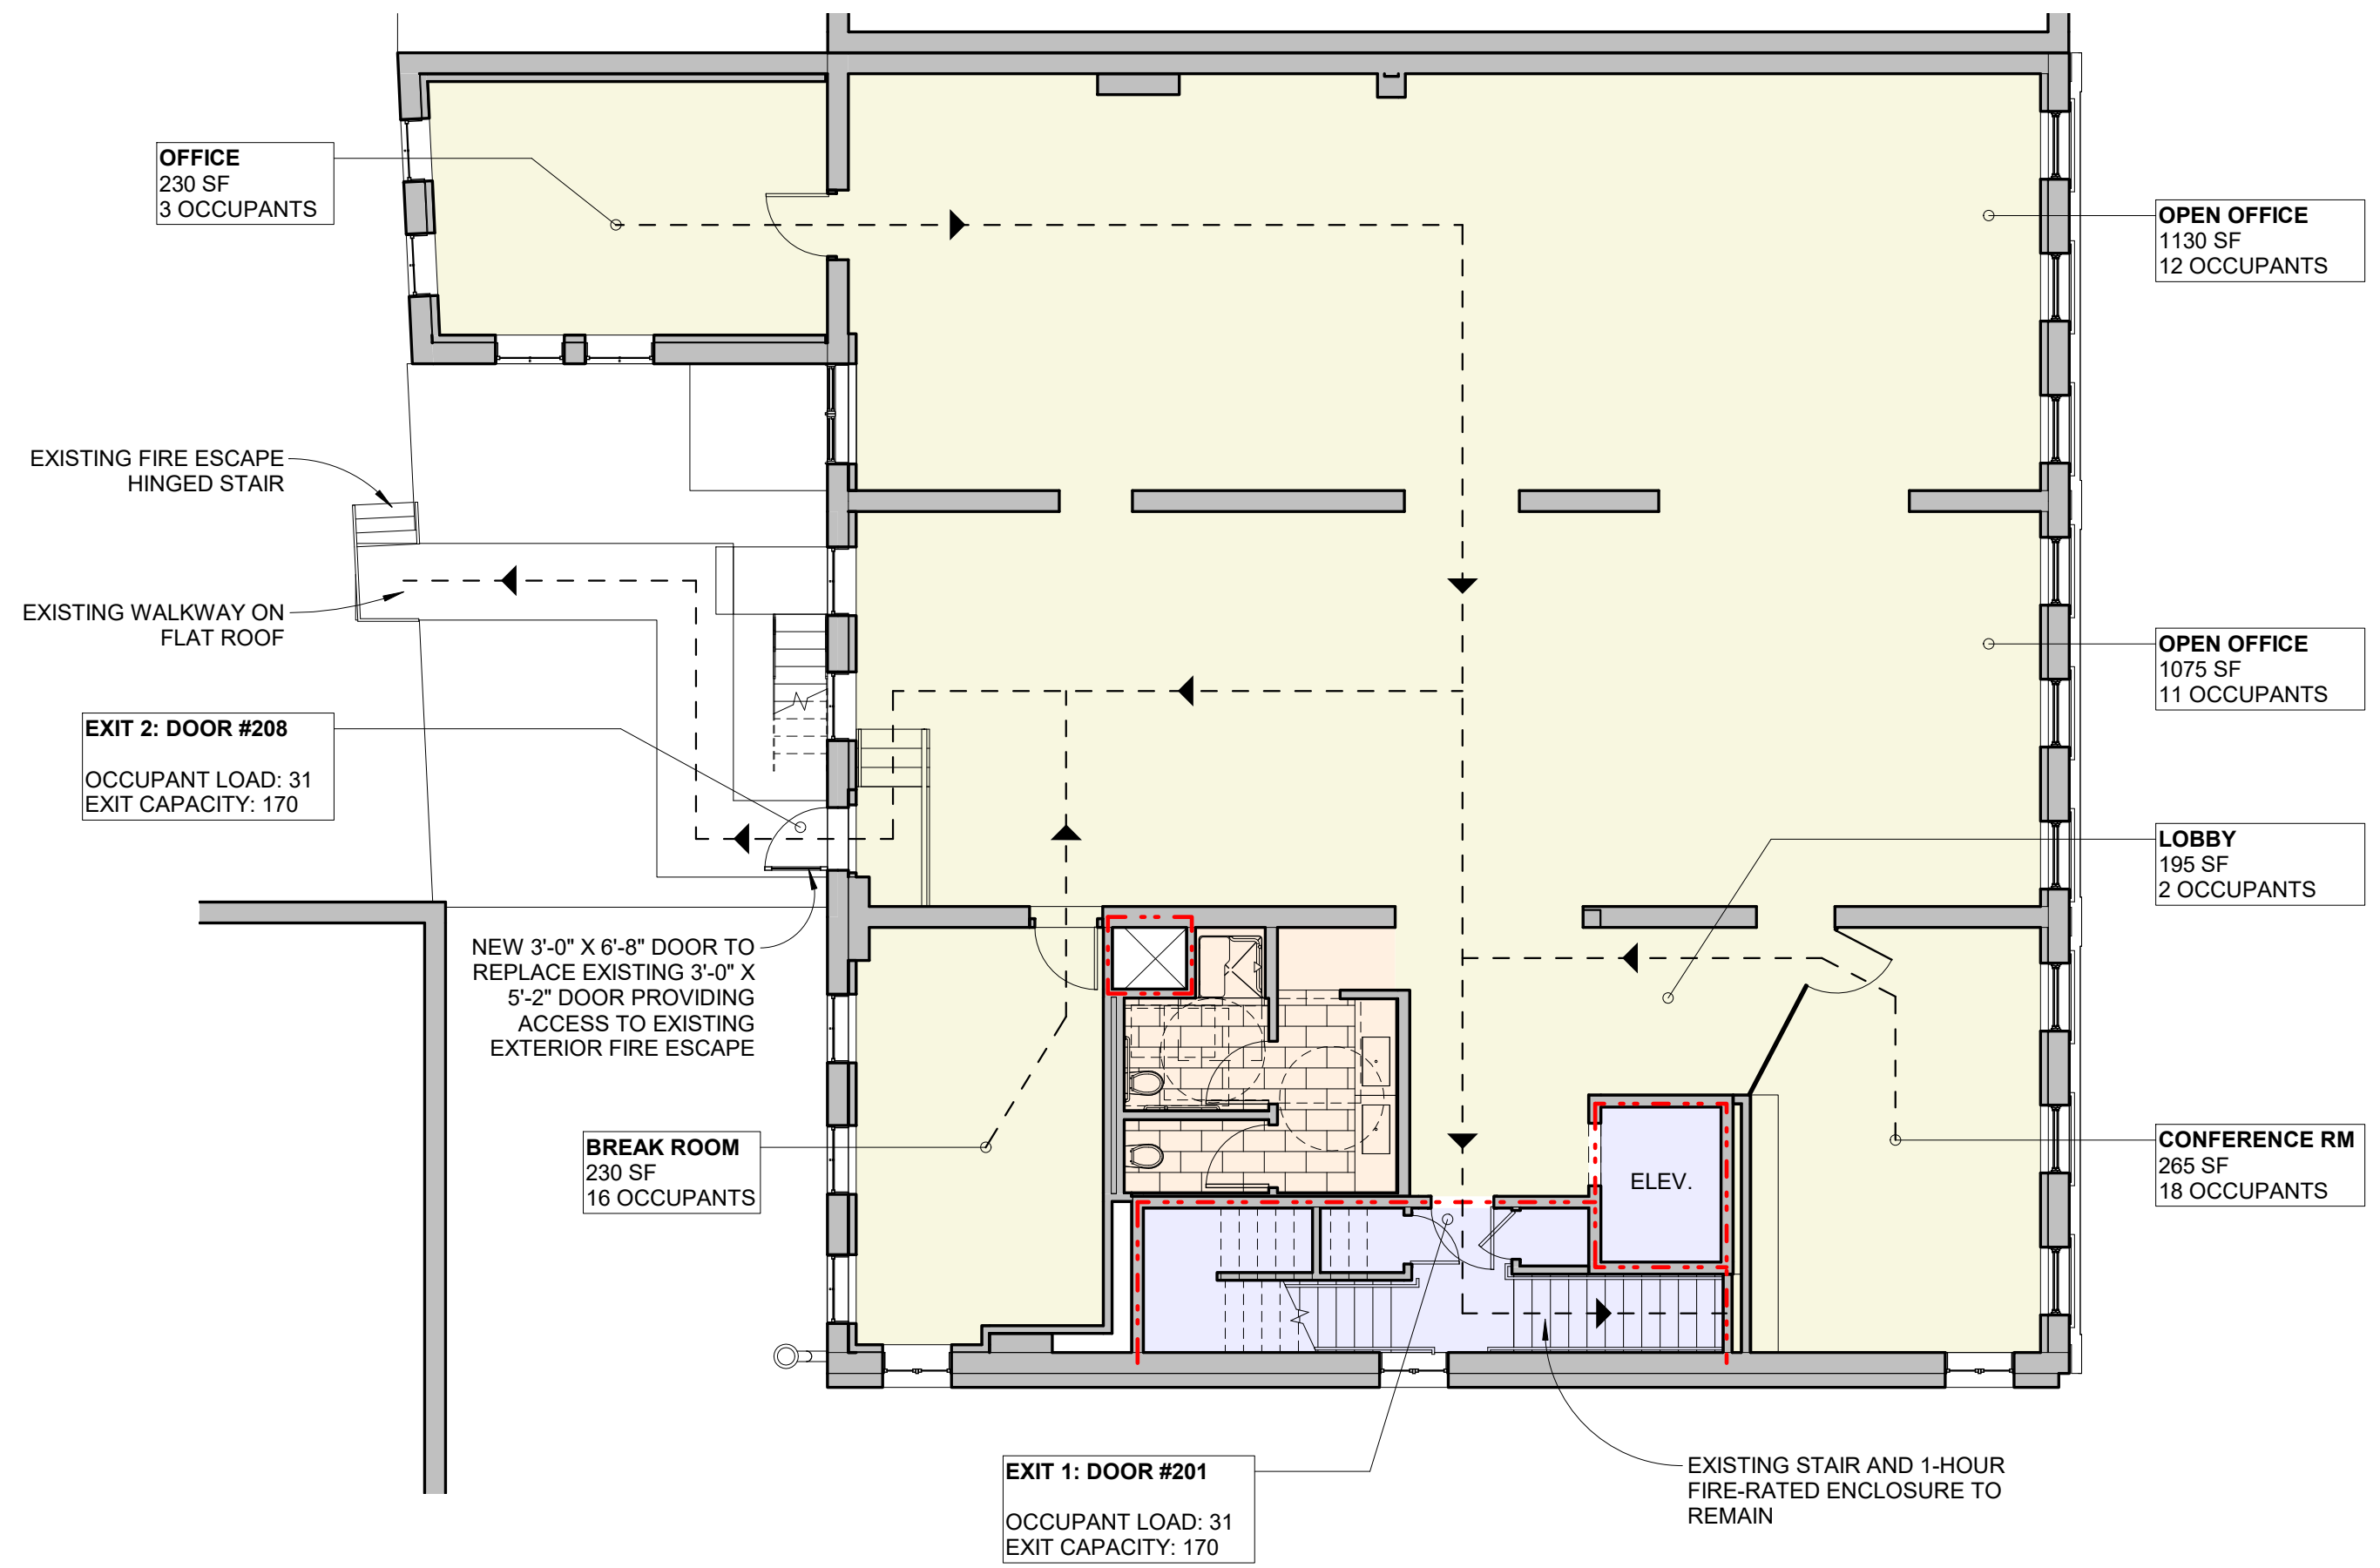 OFFICE
230 SF
3 OCCUPANTS
OPEN OFFICE
1130 SF
12 OCCUPANTS
EXISTING FIRE ESCAPE
HINGED STAIR
EXISTING WALKWAY ON
FLAT ROOF
OPEN OFFICE
1075 SF
11 OCCUPANTS
EXIT 2: DOOR #208
OCCUPANT LOAD: 31
EXIT CAPACITY: 170
LOBBY
195 SF
2 OCCUPANTS
NEW 3'-0" X 6'-8" DOOR TO
REPLACE EXISTING 3'-0" X
5'-2" DOOR PROVIDING
ACCESS TO EXISTING
EXTERIOR FIRE ESCAPE
BREAK ROOM
230 SF
16 OCCUPANTS
ELEV.
CONFERENCE RM
265 SF
18 OCCUPANTS
EXIT 1: DOOR #201
OCCUPANT LOAD: 31
EXIT CAPACITY: 170
EXISTING STAIR AND 1-HOUR
FIRE-RATED ENCLOSURE TO
REMAIN